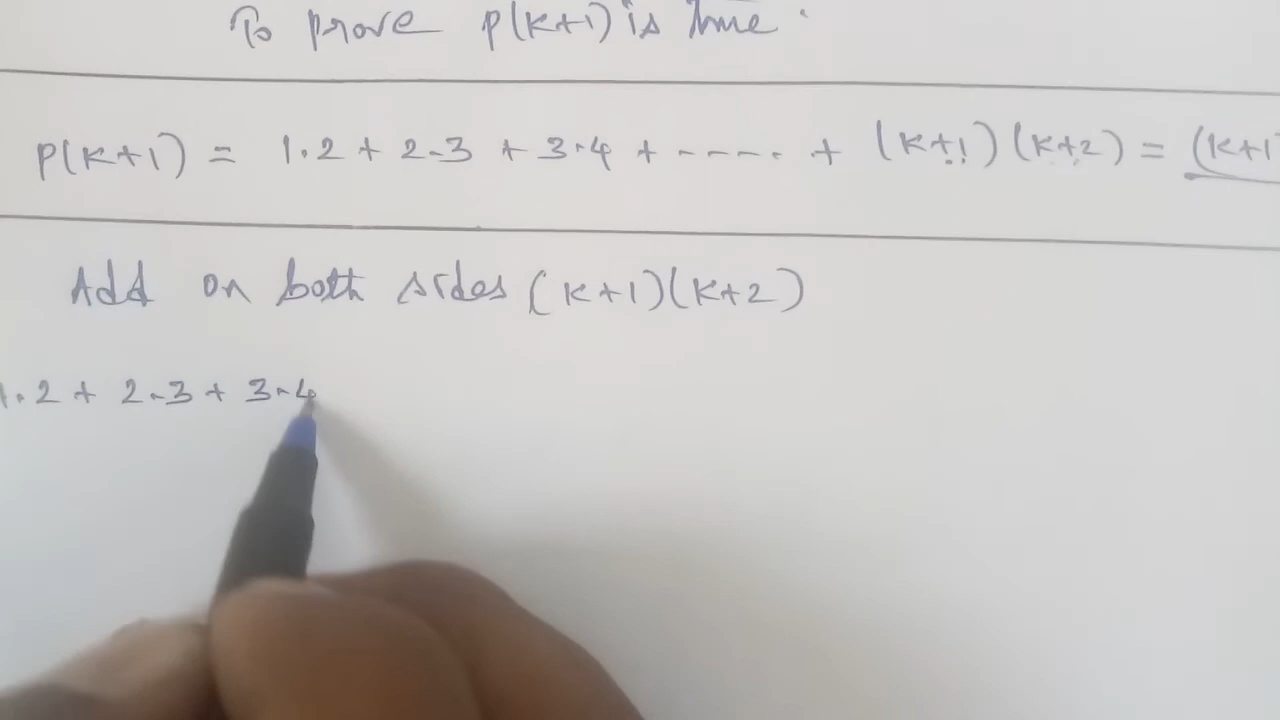 To prove P(K+1) is true.
P(K+1) = 1.2 + 2.3 + 3.4 + ----. + (K+1)(K+2) = (K+1
Add on both sides (K+1)(K+2)
1.2 + 2.3 + 3.4